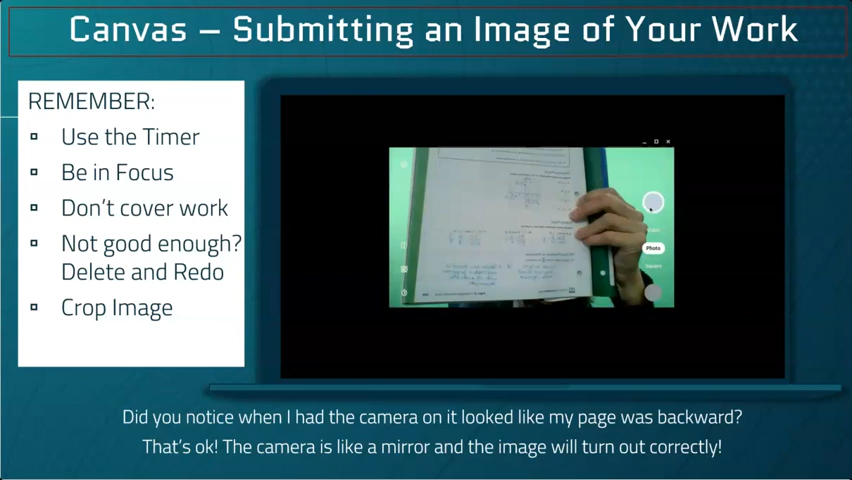 Canvas – Submitting an Image of Your Work
REMEMBER:
Use the Timer
Be in Focus
Don't cover work
Not good enough?
Delete and Redo
Crop Image
Photo
Square
Did you notice when I had the camera on it looked like my page was backward?
That's ok! The camera is like a mirror and the image will turn out correctly!